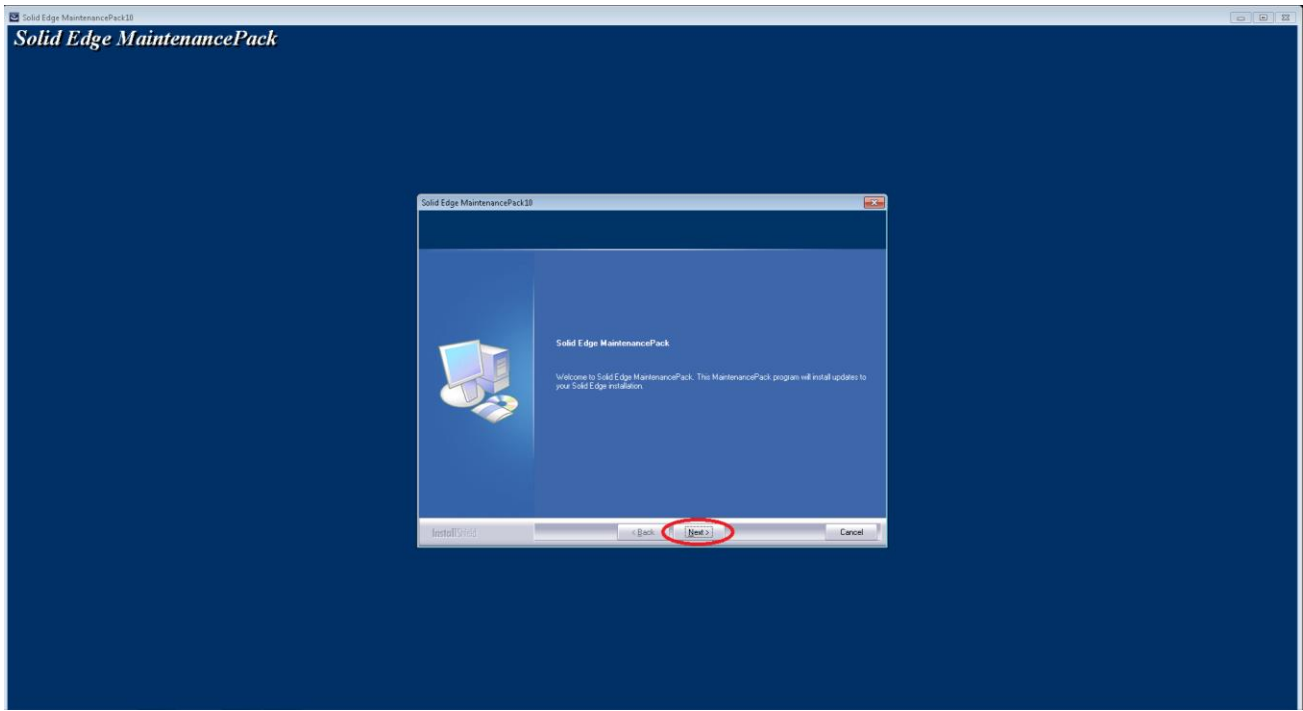 Solid Edge MaintenancePack10
Solid Edge MaintenancePack
Solid Edge MaintenancePack10
Solid Edge MaintenancePack
Welcome to Solid Edge MaintenancePack. This MaintenancePack program will install updates to
your Solid Edge installation.
InstallShield
< Back
Next >
Cancel